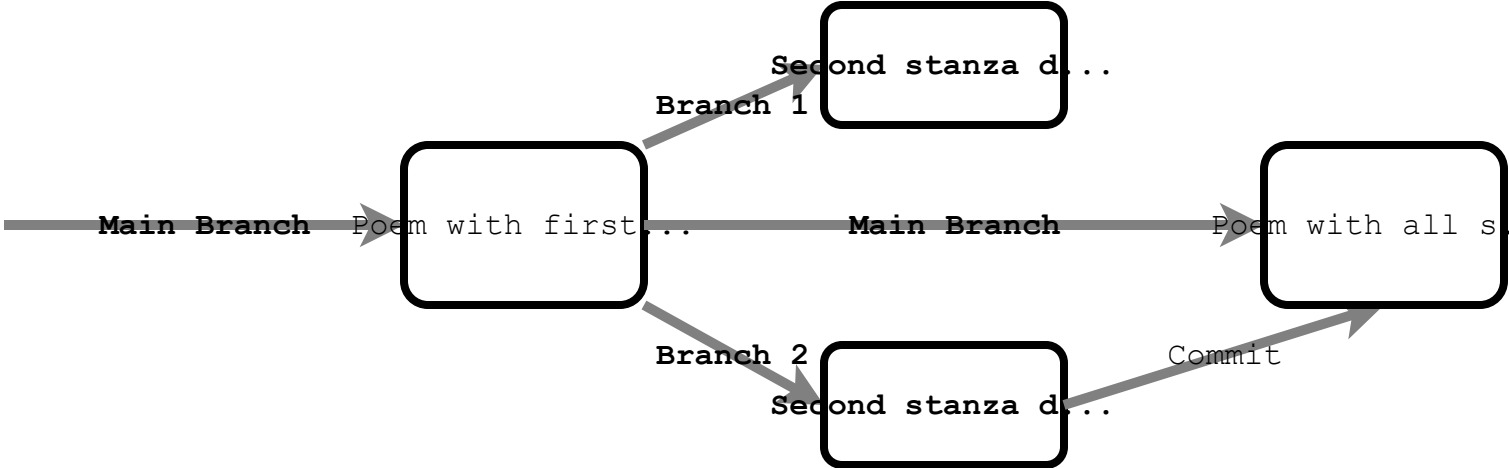 Second stanza d...
Branch 1
Main Branch
Poem with first...
Main Branch
Poem with all s.
Branch 2
Commit
Second stanza d...